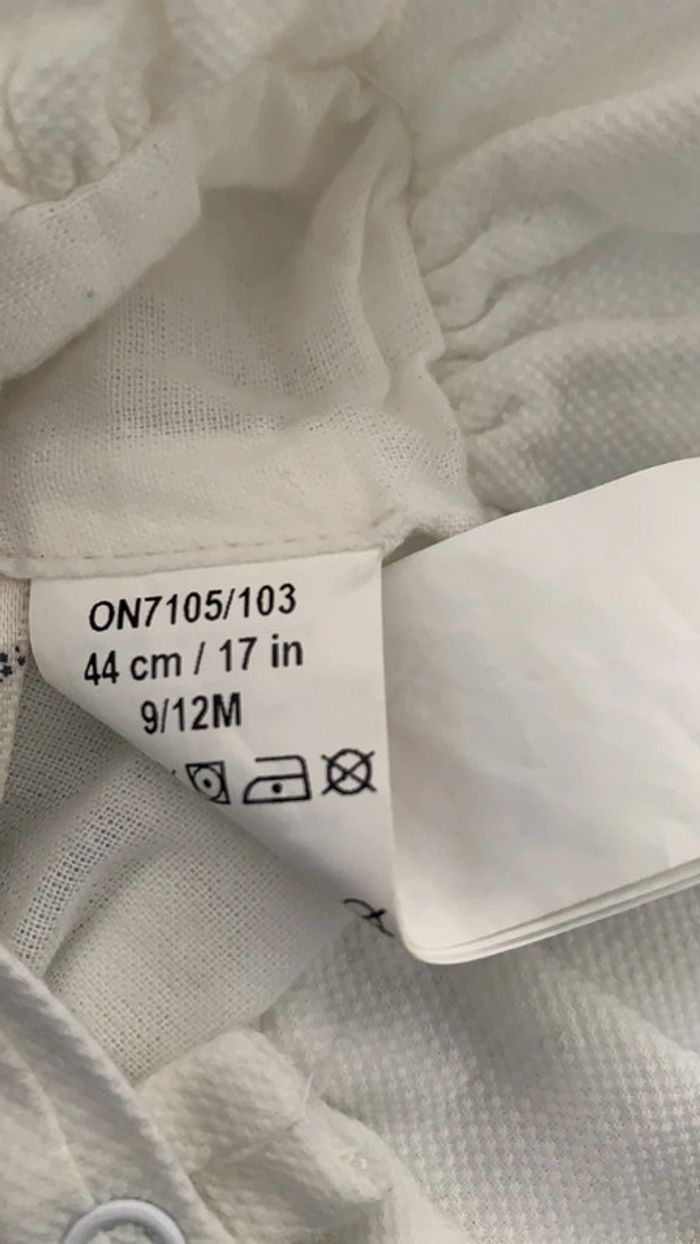 ON7105/103
44 cm / 17 in
9/12M